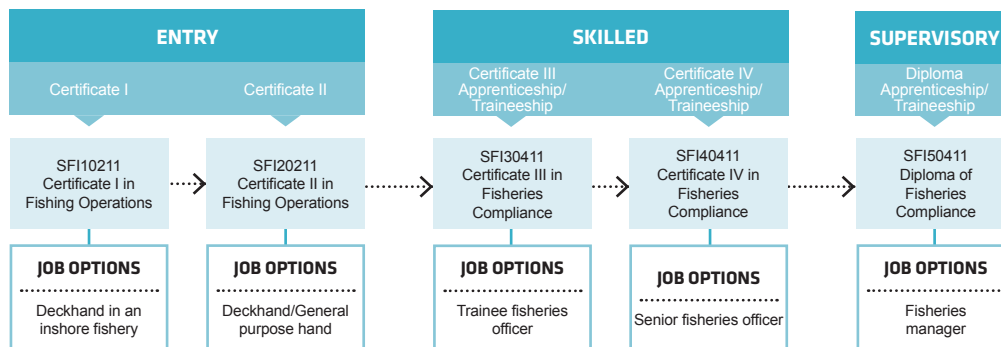 ENTRY
SKILLED
SUPERVISORY
Certificate I
Certificate II
Certificate III
Apprenticeship/
Traineeship
Certificate IV
Apprenticeship/
Traineeship
Diploma
Apprenticeship/
Traineeship
SFI10211
Certificate I in
Fishing Operations
SFI20211
Certificate II in
Fishing Operations
SFI30411
Certificate III in
Fisheries
Compliance
SFI40411
Certificate IV in
Fisheries
Compliance
SFI50411
Diploma of
Fisheries
Compliance
JOB OPTIONS
Deckhand in an
inshore fishery
JOB OPTIONS
Deckhand/General
purpose hand
JOB OPTIONS
Trainee fisheries
officer
JOB OPTIONS
Senior fisheries officer
JOB OPTIONS
Fisheries
manager